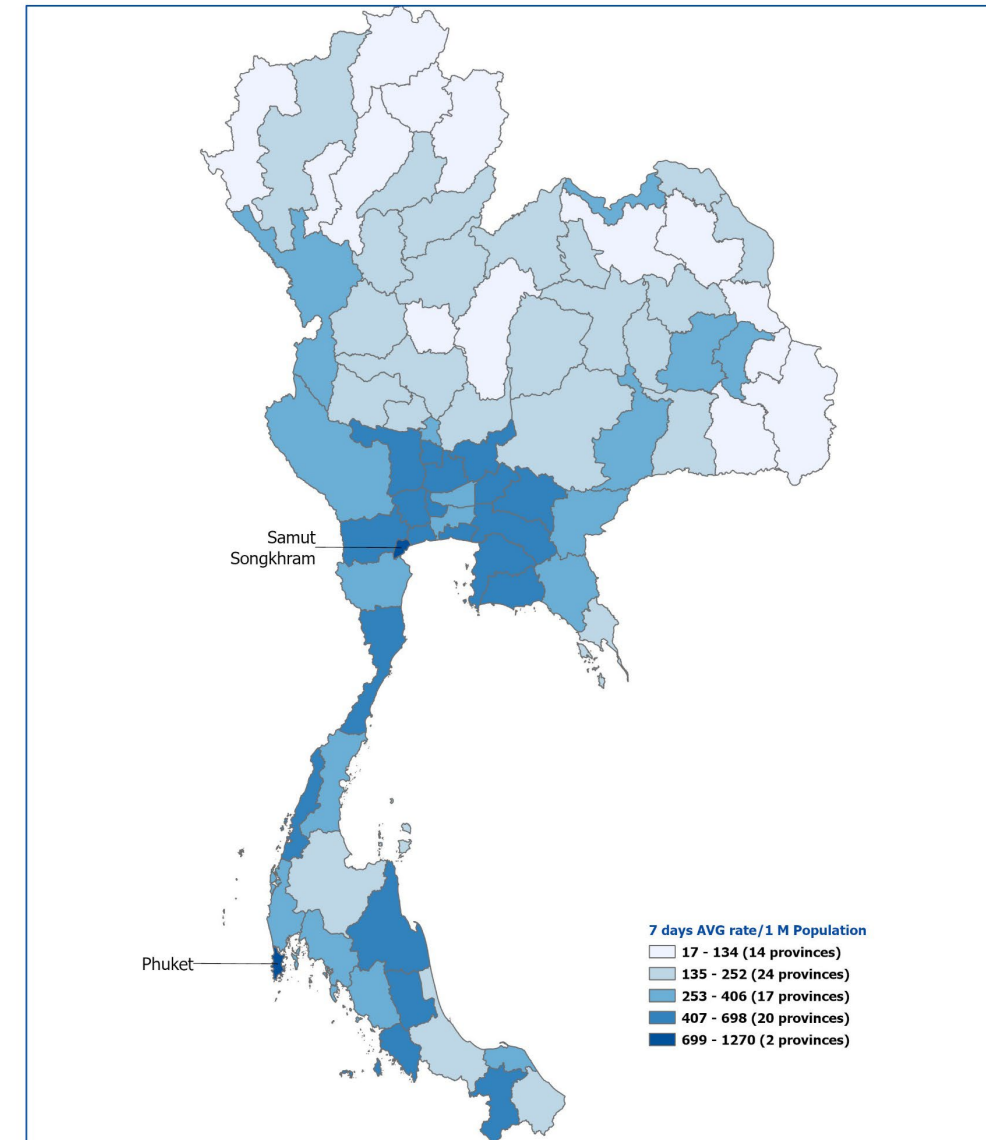 Samut
Songkhram
Phuket
7 days AVG rate/1 M Population
17 - 134 (14 provinces)
135 - 252 (24 provinces)
253 - 406 (17 provinces)
407 - 698 (20 provinces)
699 - 1270 (2 provinces)